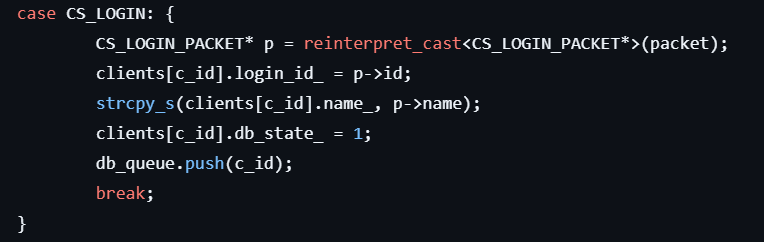 case CS_LOGIN: {
        CS_LOGIN_PACKET* p = reinterpret_cast<CS_LOGIN_PACKET*>(packet);
        clients[c_id].login_id_ = p->id;
        strcpy_s(clients[c_id].name_, p->name);
        clients[c_id].db_state_ = 1;
        db_queue.push(c_id);
        break;
}